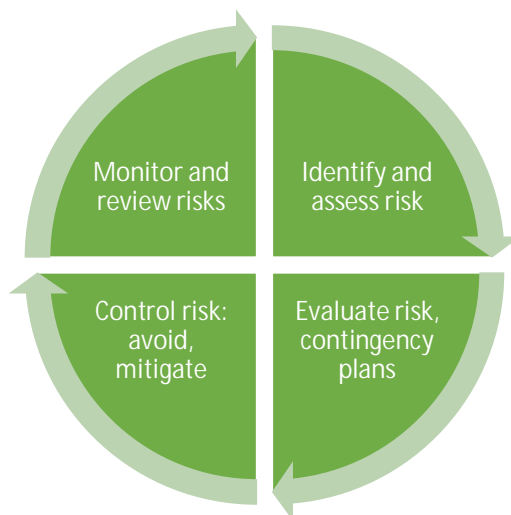 Monitor and
review risks
Identify and
assess risk
Control risk:
avoid,
mitigate
Evaluate risk,
contingency
plans